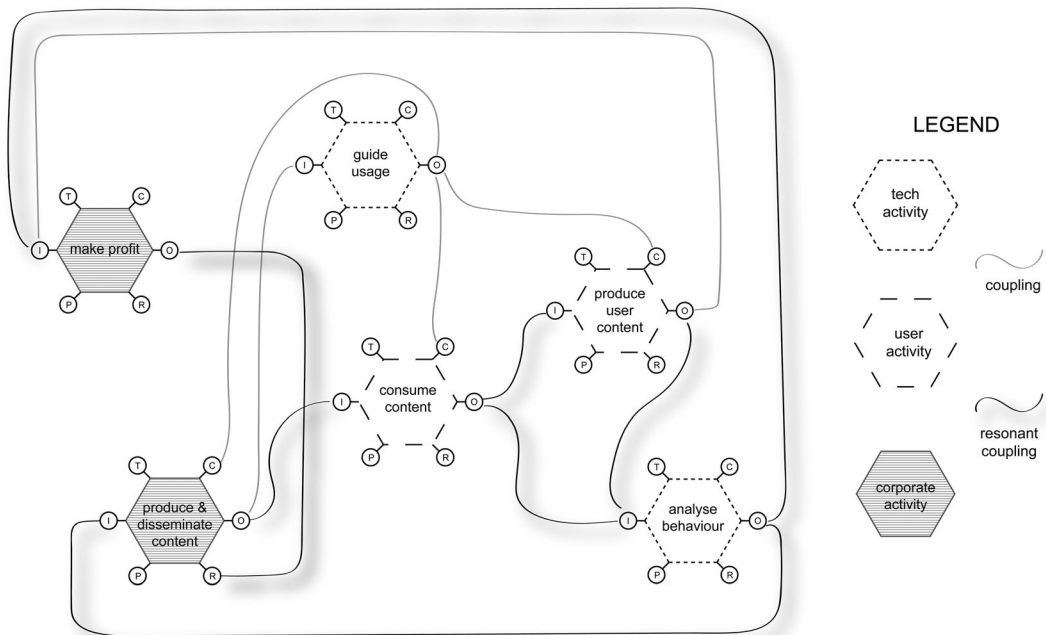 T
C
guide
usage
I
O
P
R
T
C
make profit
I
O
P
R
T
C
produce
user
content
I
O
P
R
T
C
consume
content
I
O
P
R
T
C
produce &
disseminate
content
I
O
P
R
T
C
analyse
behaviour
I
O
P
R
LEGEND
tech
activity
coupling
user
activity
resonant
coupling
corporate
activity